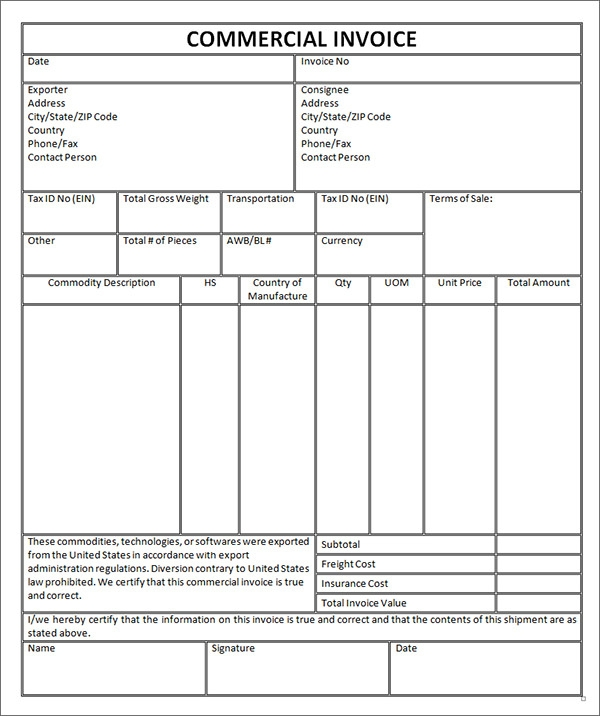 COMMERCIAL INVOICE
Date
Invoice No
Exporter
Address
City/State/ZIP Code
Country
Phone/Fax
Contact Person
Consignee
Address
City/State/ZIP Code
Country
Phone/Fax
Contact Person
Tax ID No (EIN)
Total Gross Weight
Transportation
Tax ID No (EIN)
Terms of Sale:
Other
Total # of Pieces
AWB/BL#
Currency
Commodity Description
HS
Country of
Manufacture
Qty
UOM
Unit Price
Total Amount
These commodities, technologies, or softwares were exported
from the United States in accordance with export
administration regulations. Diversion contrary to United States
law prohibited. We certify that this commercial invoice is true
and correct.
Subtotal
Freight Cost
Insurance Cost
Total Invoice Value
I/we hereby certify that the information on this invoice is true and correct and that the contents of this shipment are as
stated above.
Name
Signature
Date